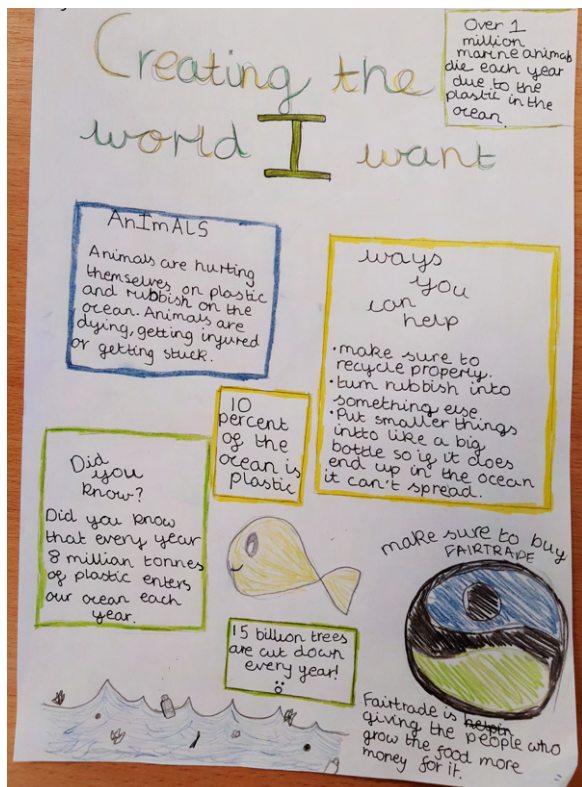 Creating the
world I want
Over 1
million
marine animals
die each year
due to the
plastic in the
ocean.
AnImALS
Animals are hurting
themselves on plastic
and rubbish on the
ocean. Animals are
dying, getting injured
or getting stuck.
ways
you
can
help
·make sure to
recycle properly.
·turn rubbish into
something else
·Put smaller things
intto like a big
bottle so if it does
end up in the ocean
it can't spread.
10
percent
of the
ocean is
plastic
Did
you
know?
Did you know
that every year
8 million tonnes
of plastic enters
our ocean each
year.
make sure to buy
FAIRTRADE
15 billion trees
are cut down
every year!
Fairtrade is helpin
giving the people who
grow the food more
money for it.